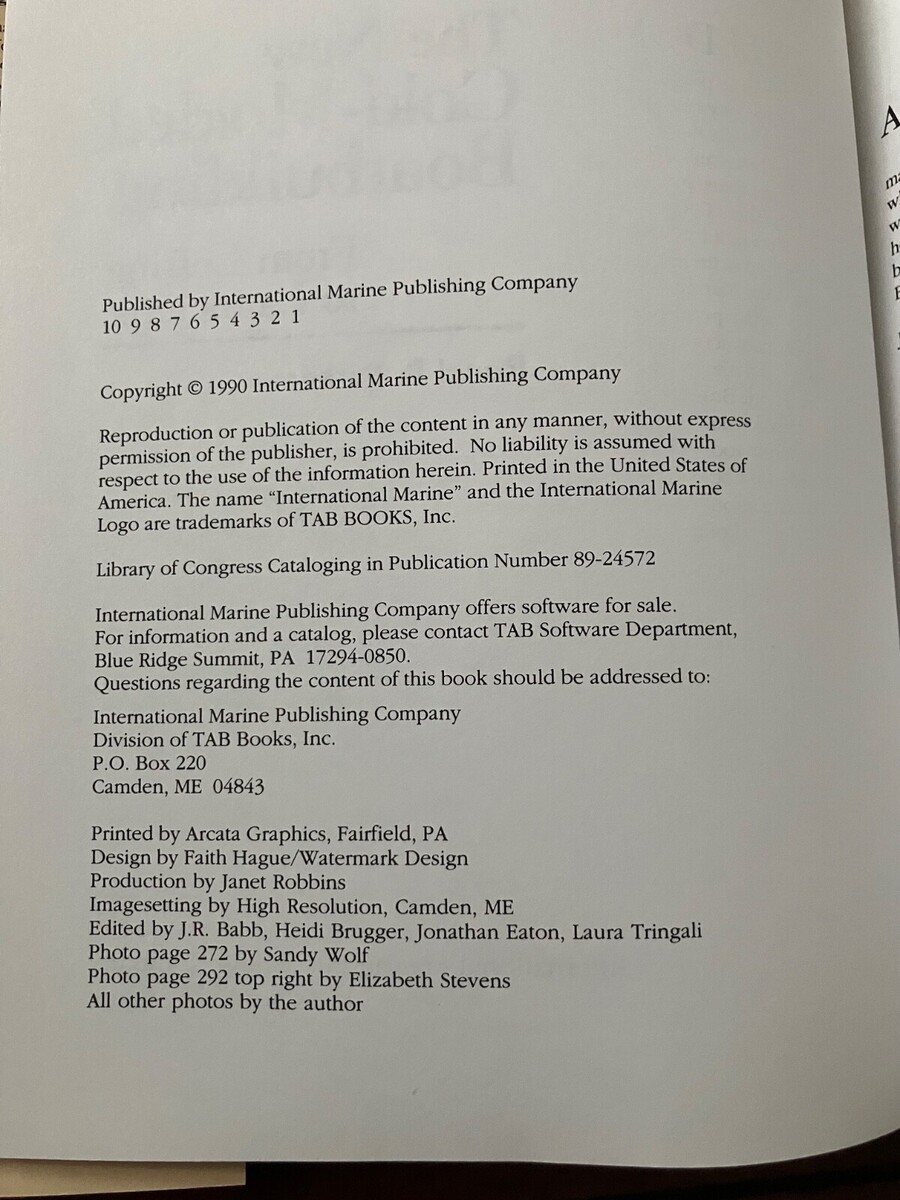 Published by International Marine Publishing Company
10 9 8 7 6 5 4 3 2 1
Copyright © 1990 International Marine Publishing Company
Reproduction or publication of the content in any manner, without express
permission of the publisher, is prohibited. No liability is assumed with
respect to the use of the information herein. Printed in the United States of
America. The name “International Marine” and the International Marine
Logo are trademarks of TAB BOOKS, Inc.
Library of Congress Cataloging in Publication Number 89-24572
International Marine Publishing Company offers software for sale.
For information and a catalog, please contact TAB Software Department,
Blue Ridge Summit, PA 17294-0850.
Questions regarding the content of this book should be addressed to:
International Marine Publishing Company
Division of TAB Books, Inc.
P.O. Box 220
Camden, ME 04843
Printed by Arcata Graphics, Fairfield, PA
Design by Faith Hague/Watermark Design
Production by Janet Robbins
Imagesetting by High Resolution, Camden, ME
Edited by J.R. Babb, Heidi Brugger, Jonathan Eaton, Laura Tringali
Photo page 272 by Sandy Wolf
Photo page 292 top right by Elizabeth Stevens
All other photos by the author